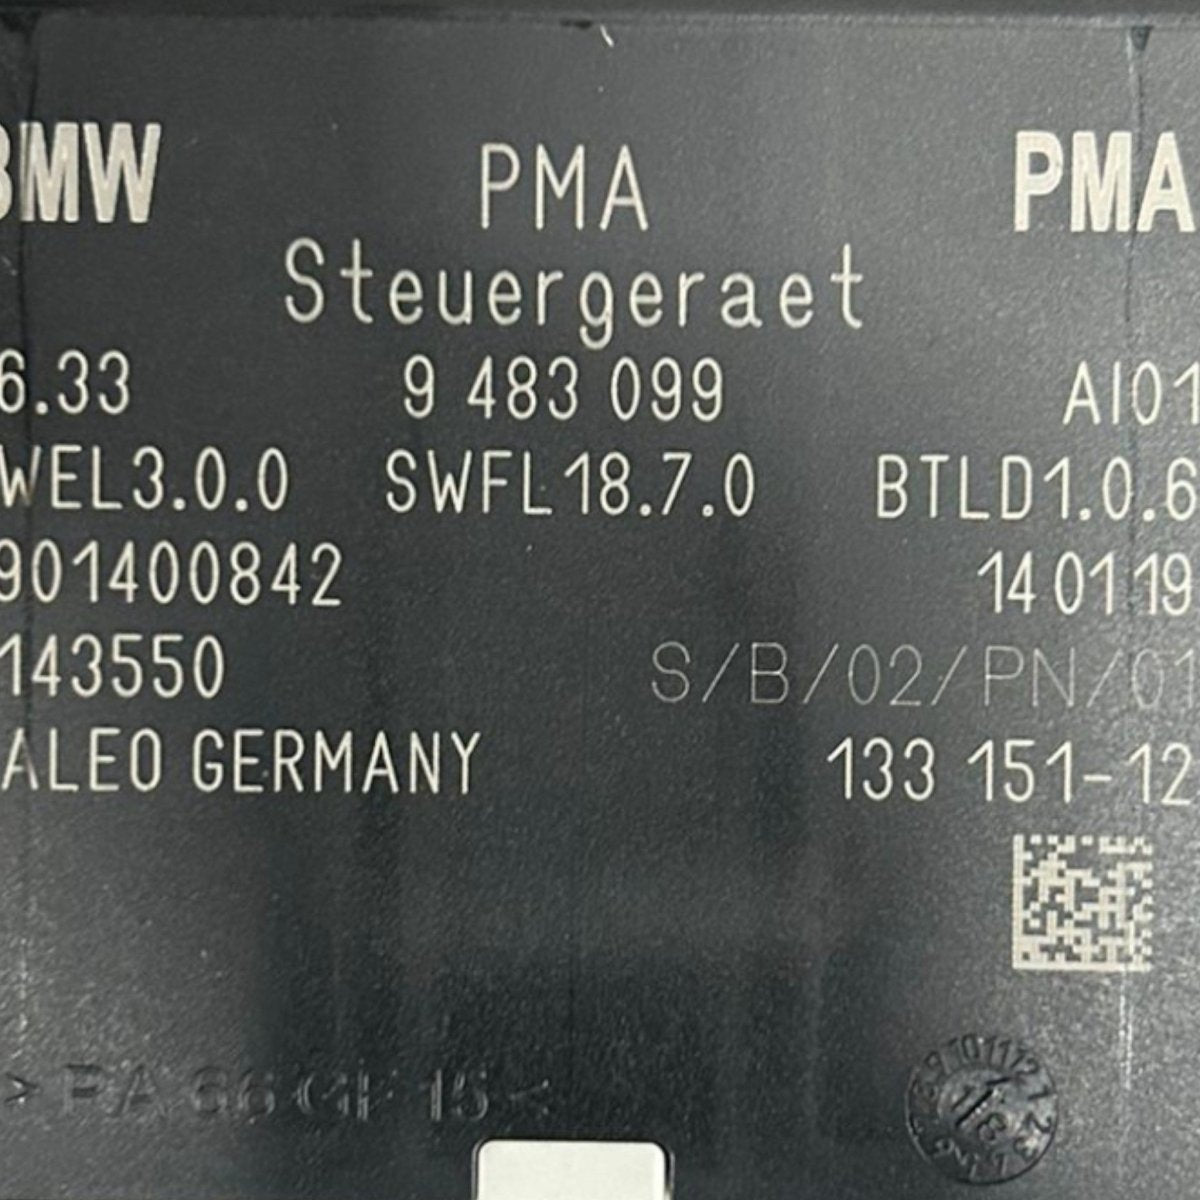 BMW PMA PMA
Steuergeraet
6.33 9 483 099 AI01
WEL3.0.0 SWFL18.7.0 BTLD1.0.6
901400842 14 01 19
143550 S/B/02/PN/01
ALEO GERMANY 133 151-12
> PA 66 GF 15 <